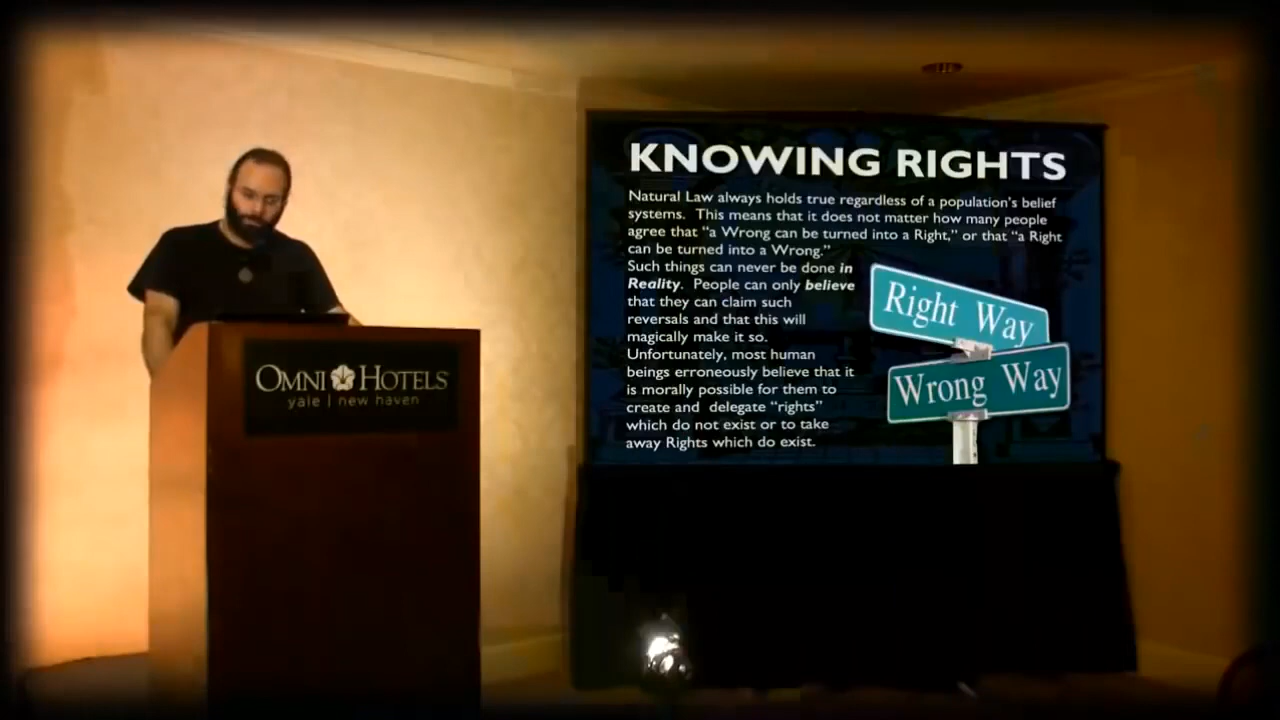 KNOWING RIGHTS
Natural Law always holds true regardless of a population's belief
systems. This means that it does not matter how many people
agree that "a Wrong can be turned into a Right," or that "a Right
can be turned into a Wrong."
Such things can never be done in
Reality. People can only believe
that they can claim such
reversals and that this will
magically make it so.
Unfortunately, most human
beings erroneously believe that it
is morally possible for them to
create and delegate "rights"
which do not exist or to take
away Rights which do exist.
Right Way
Wrong Way
OMNI HOTELS
yale | new haven